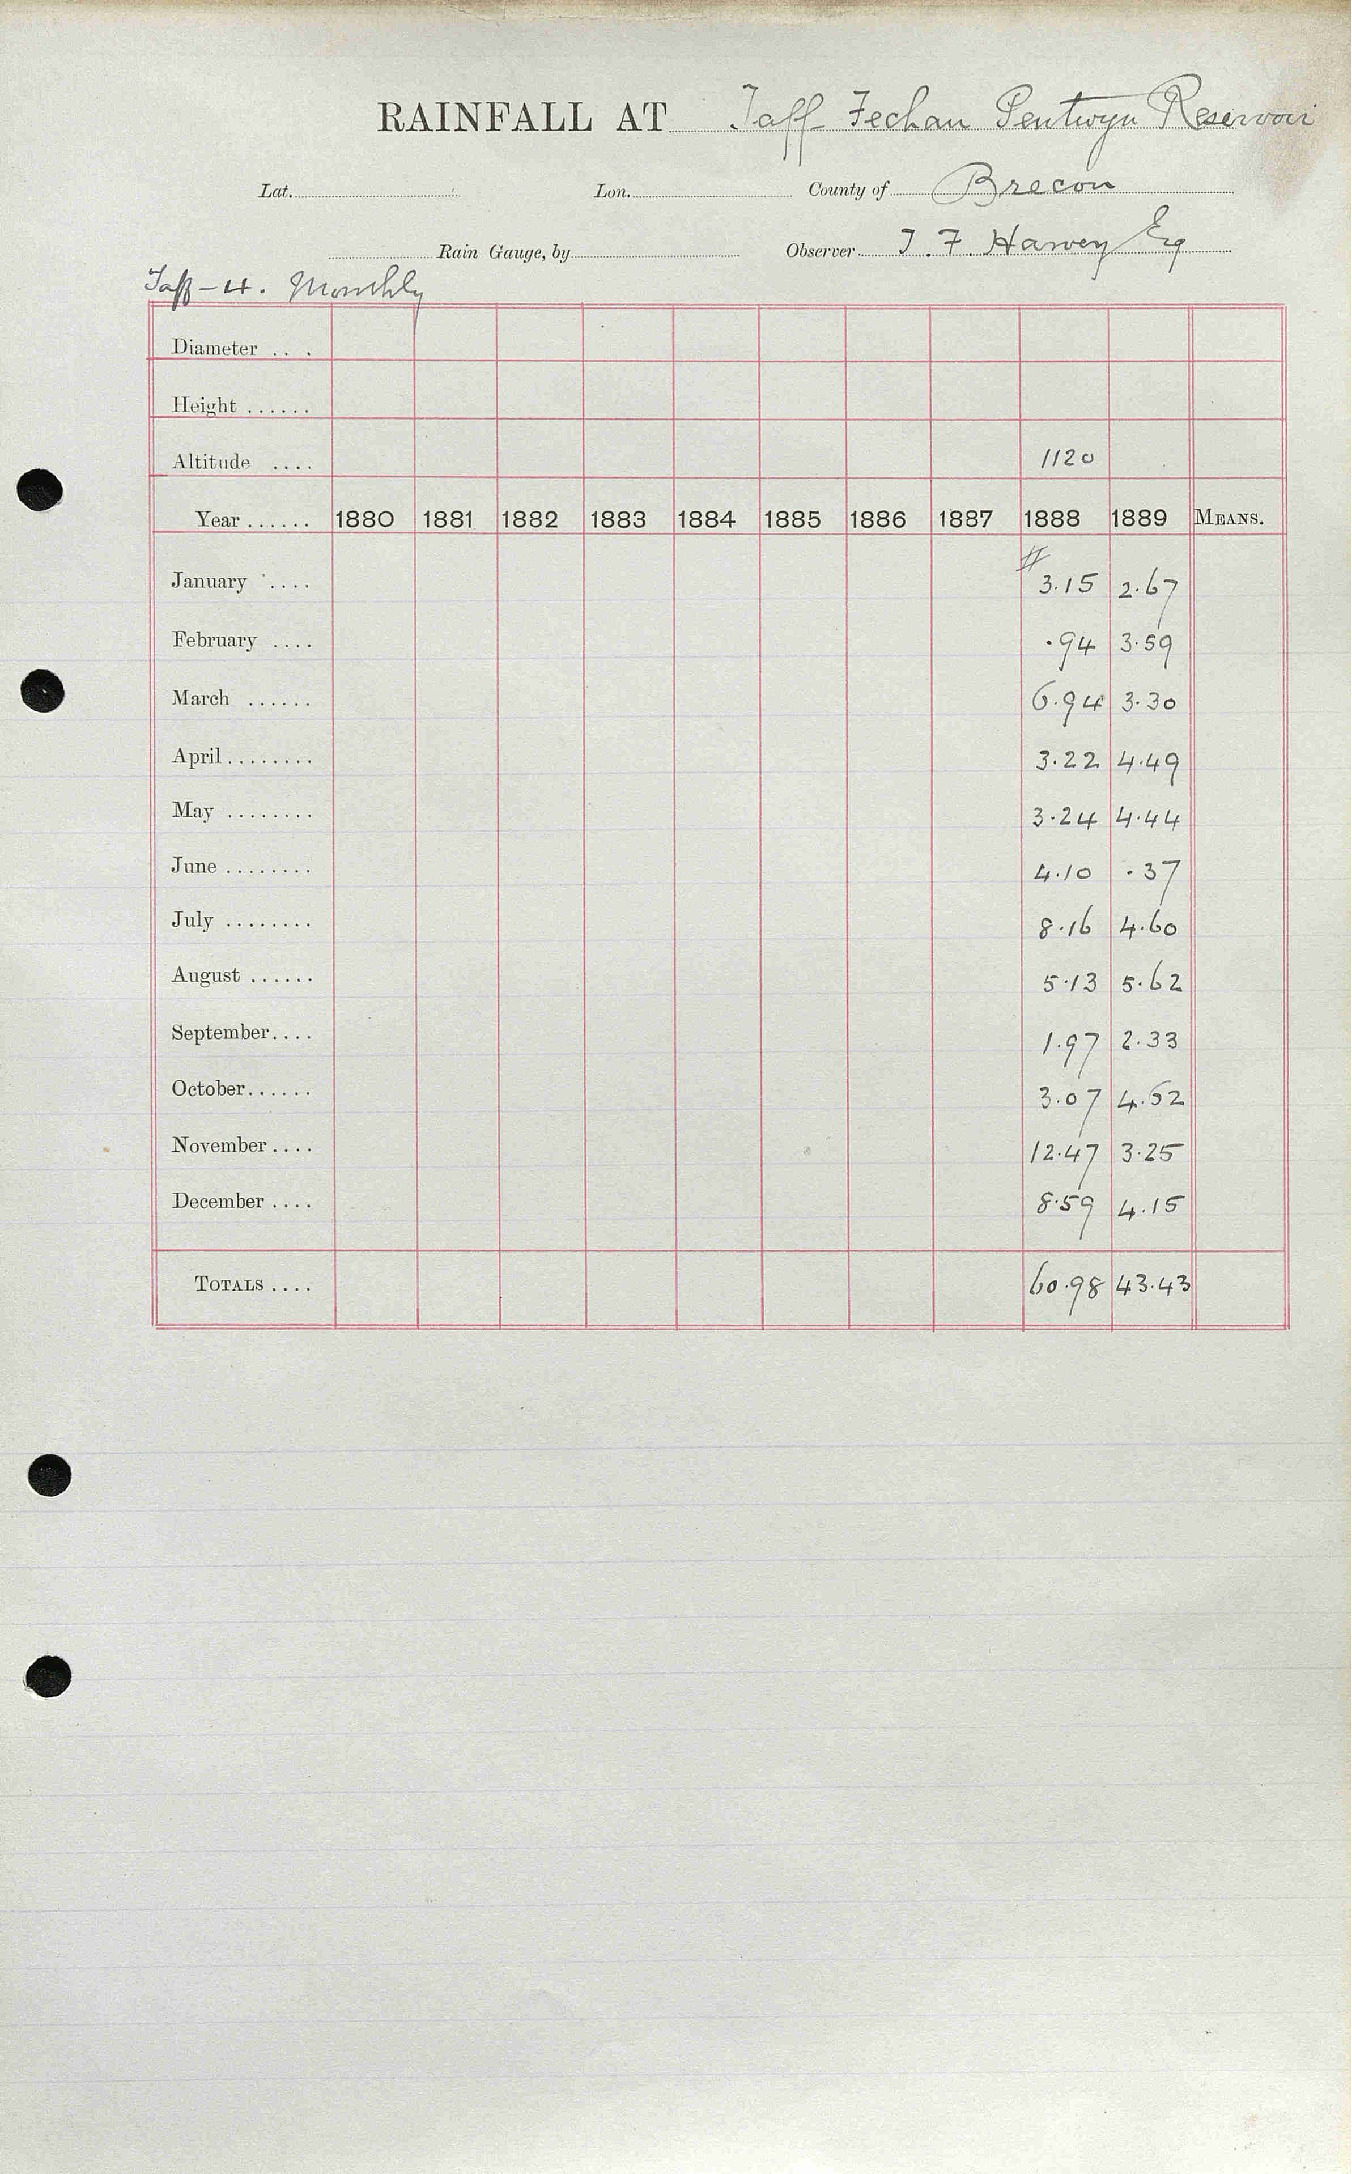 RAINFALL AT Taff Fechan Pentwyn Reservoir
Lat. Lon. County of Brecon
Rain Gauge, by Observer J. F. Harvey Esq
Taff - 4. Monthly
Diameter . . .
Height . . . . . .
Altitude . . . . 1120
Year . . . . . . 1880 1881 1882 1883 1884 1885 1886 1887 1888 1889 MEANS.
#
January . . . . 3.15 2.67
February . . . . .94 3.59
March . . . . . . 6.94 3.30
April . . . . . . . . 3.22 4.49
May . . . . . . . . 3.24 4.44
June . . . . . . . . 4.10 .37
July . . . . . . . . 8.16 4.60
August . . . . . . 5.13 5.62
September . . . . 1.97 2.33
October . . . . . . 3.07 4.62
November . . . . 12.47 3.25
December . . . . 8.59 4.15
TOTALS . . . . 60.98 43.43